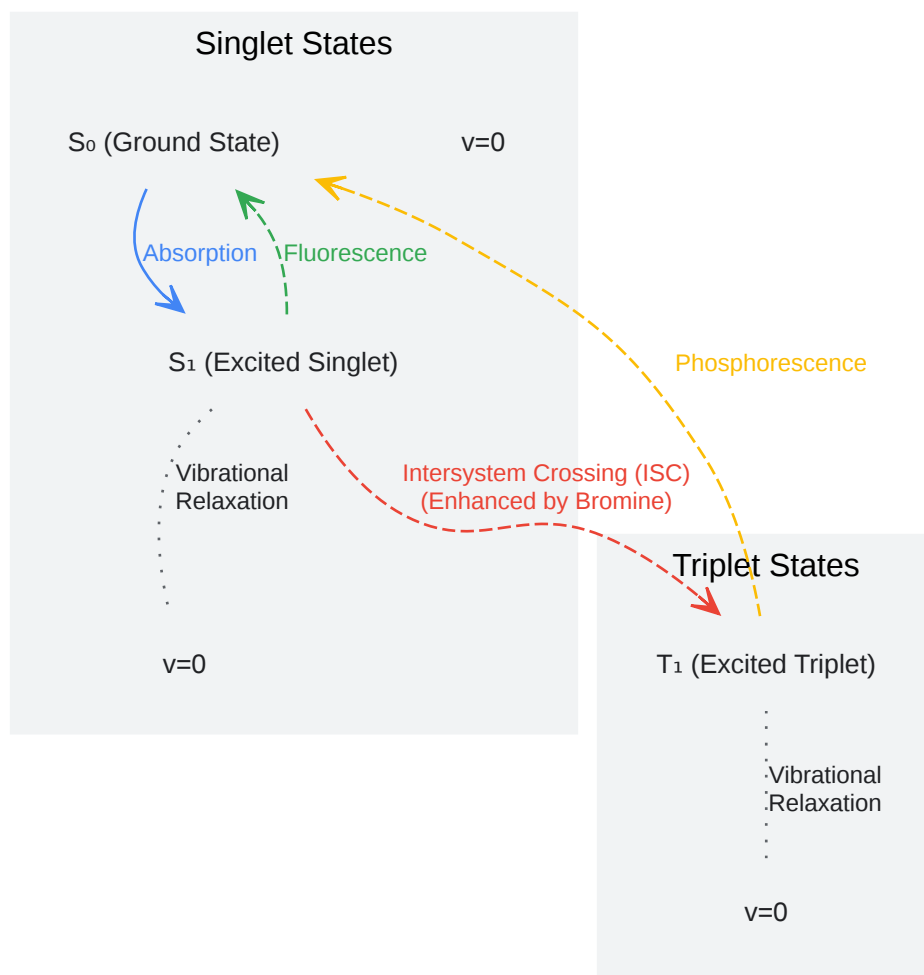 Singlet States
S₀ (Ground State)
v=0
Absorption
Fluorescence
S₁ (Excited Singlet)
Phosphorescence
Vibrational
Relaxation
Intersystem Crossing (ISC)
(Enhanced by Bromine)
Triplet States
v=0
T₁ (Excited Triplet)
Vibrational
Relaxation
v=0